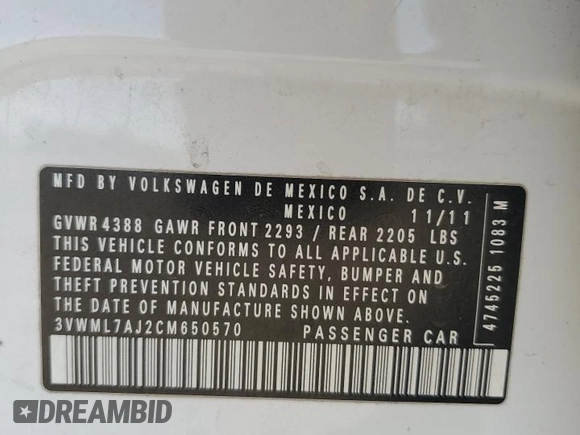 MFD BY VOLKSWAGEN DE MEXICO S.A. DE C.V.
MEXICO 11/11
GVWR 4388 GAWR FRONT 2293 / REAR 2205 LBS
THIS VEHICLE CONFORMS TO ALL APPLICABLE U.S.
FEDERAL MOTOR VEHICLE SAFETY, BUMPER AND
THEFT PREVENTION STANDARDS IN EFFECT ON
THE DATE OF MANUFACTURE SHOWN ABOVE.
3VWML7AJ2CM650570 PASSENGER CAR
4745225 1083 M
DREAMBID